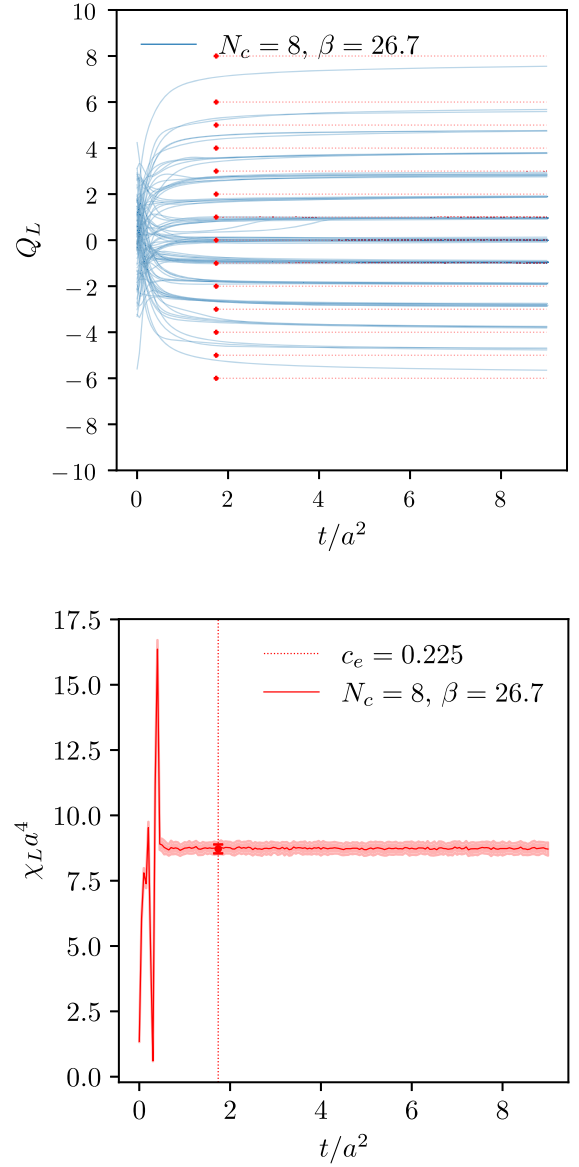 10
8
6
4
2
0
−2
−4
−6
−8
−10
Q_L
N_c = 8, β = 26.7
0 2 4 6 8
t/a^2
17.5
15.0
12.5
10.0
7.5
5.0
2.5
0.0
χ_L a^4
c_e = 0.225
N_c = 8, β = 26.7
0 2 4 6 8
t/a^2